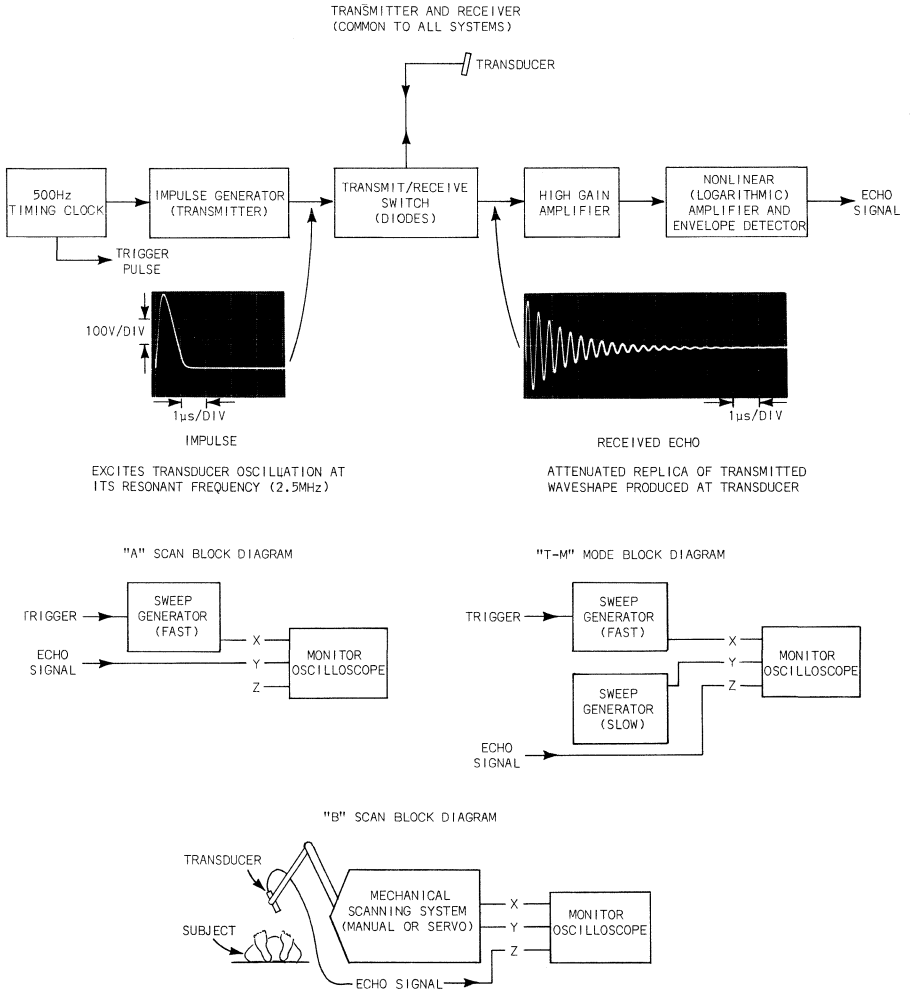 TRANSMITTER AND RECEIVER
(COMMON TO ALL SYSTEMS)
TRANSDUCER
500Hz
TIMING CLOCK
IMPULSE GENERATOR
(TRANSMITTER)
TRANSMIT/RECEIVE
SWITCH
(DIODES)
HIGH GAIN
AMPLIFIER
NONLINEAR
(LOGARITHMIC)
AMPLIFIER AND
ENVELOPE DETECTOR
ECHO
SIGNAL
TRIGGER
PULSE
100V/DIV
1µs/DIV
IMPULSE
EXCITES TRANSDUCER OSCILLATION AT
ITS RESONANT FREQUENCY (2.5MHz)
1µs/DIV
RECEIVED ECHO
ATTENUATED REPLICA OF TRANSMITTED
WAVESHAPE PRODUCED AT TRANSDUCER
"A" SCAN BLOCK DIAGRAM
TRIGGER
SWEEP
GENERATOR
(FAST)
ECHO
SIGNAL
X
Y
Z
MONITOR
OSCILLOSCOPE
"T-M" MODE BLOCK DIAGRAM
TRIGGER
SWEEP
GENERATOR
(FAST)
SWEEP
GENERATOR
(SLOW)
ECHO
SIGNAL
X
Y
Z
MONITOR
OSCILLOSCOPE
"B" SCAN BLOCK DIAGRAM
TRANSDUCER
SUBJECT
MECHANICAL
SCANNING SYSTEM
(MANUAL OR SERVO)
ECHO SIGNAL
X
Y
Z
MONITOR
OSCILLOSCOPE